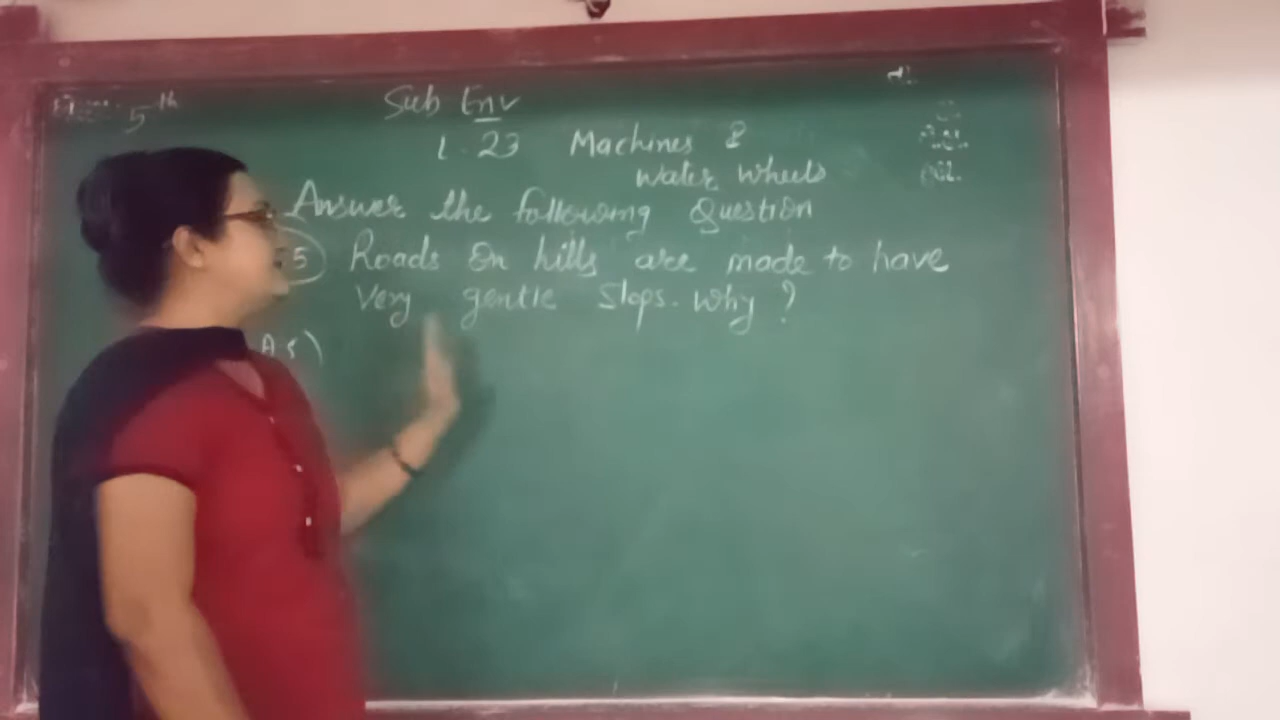 5th
Sub Env
L-23 Machines &
Water Wheels
Answer the following Question
5) Roads on hills are made to have
very gentle slops. why ?
A.5)